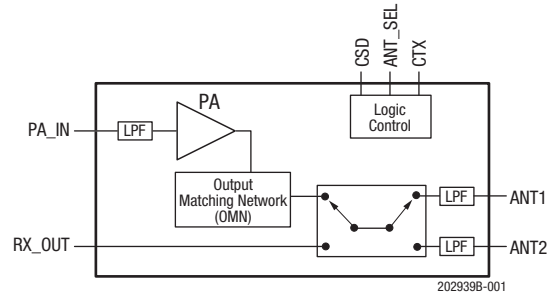 CSD
ANT_SEL
CTX
PA
Logic
Control
PA_IN
LPF
Output
Matching Network
(OMN)
LPF
ANT1
RX_OUT
LPF
ANT2
202939B-001